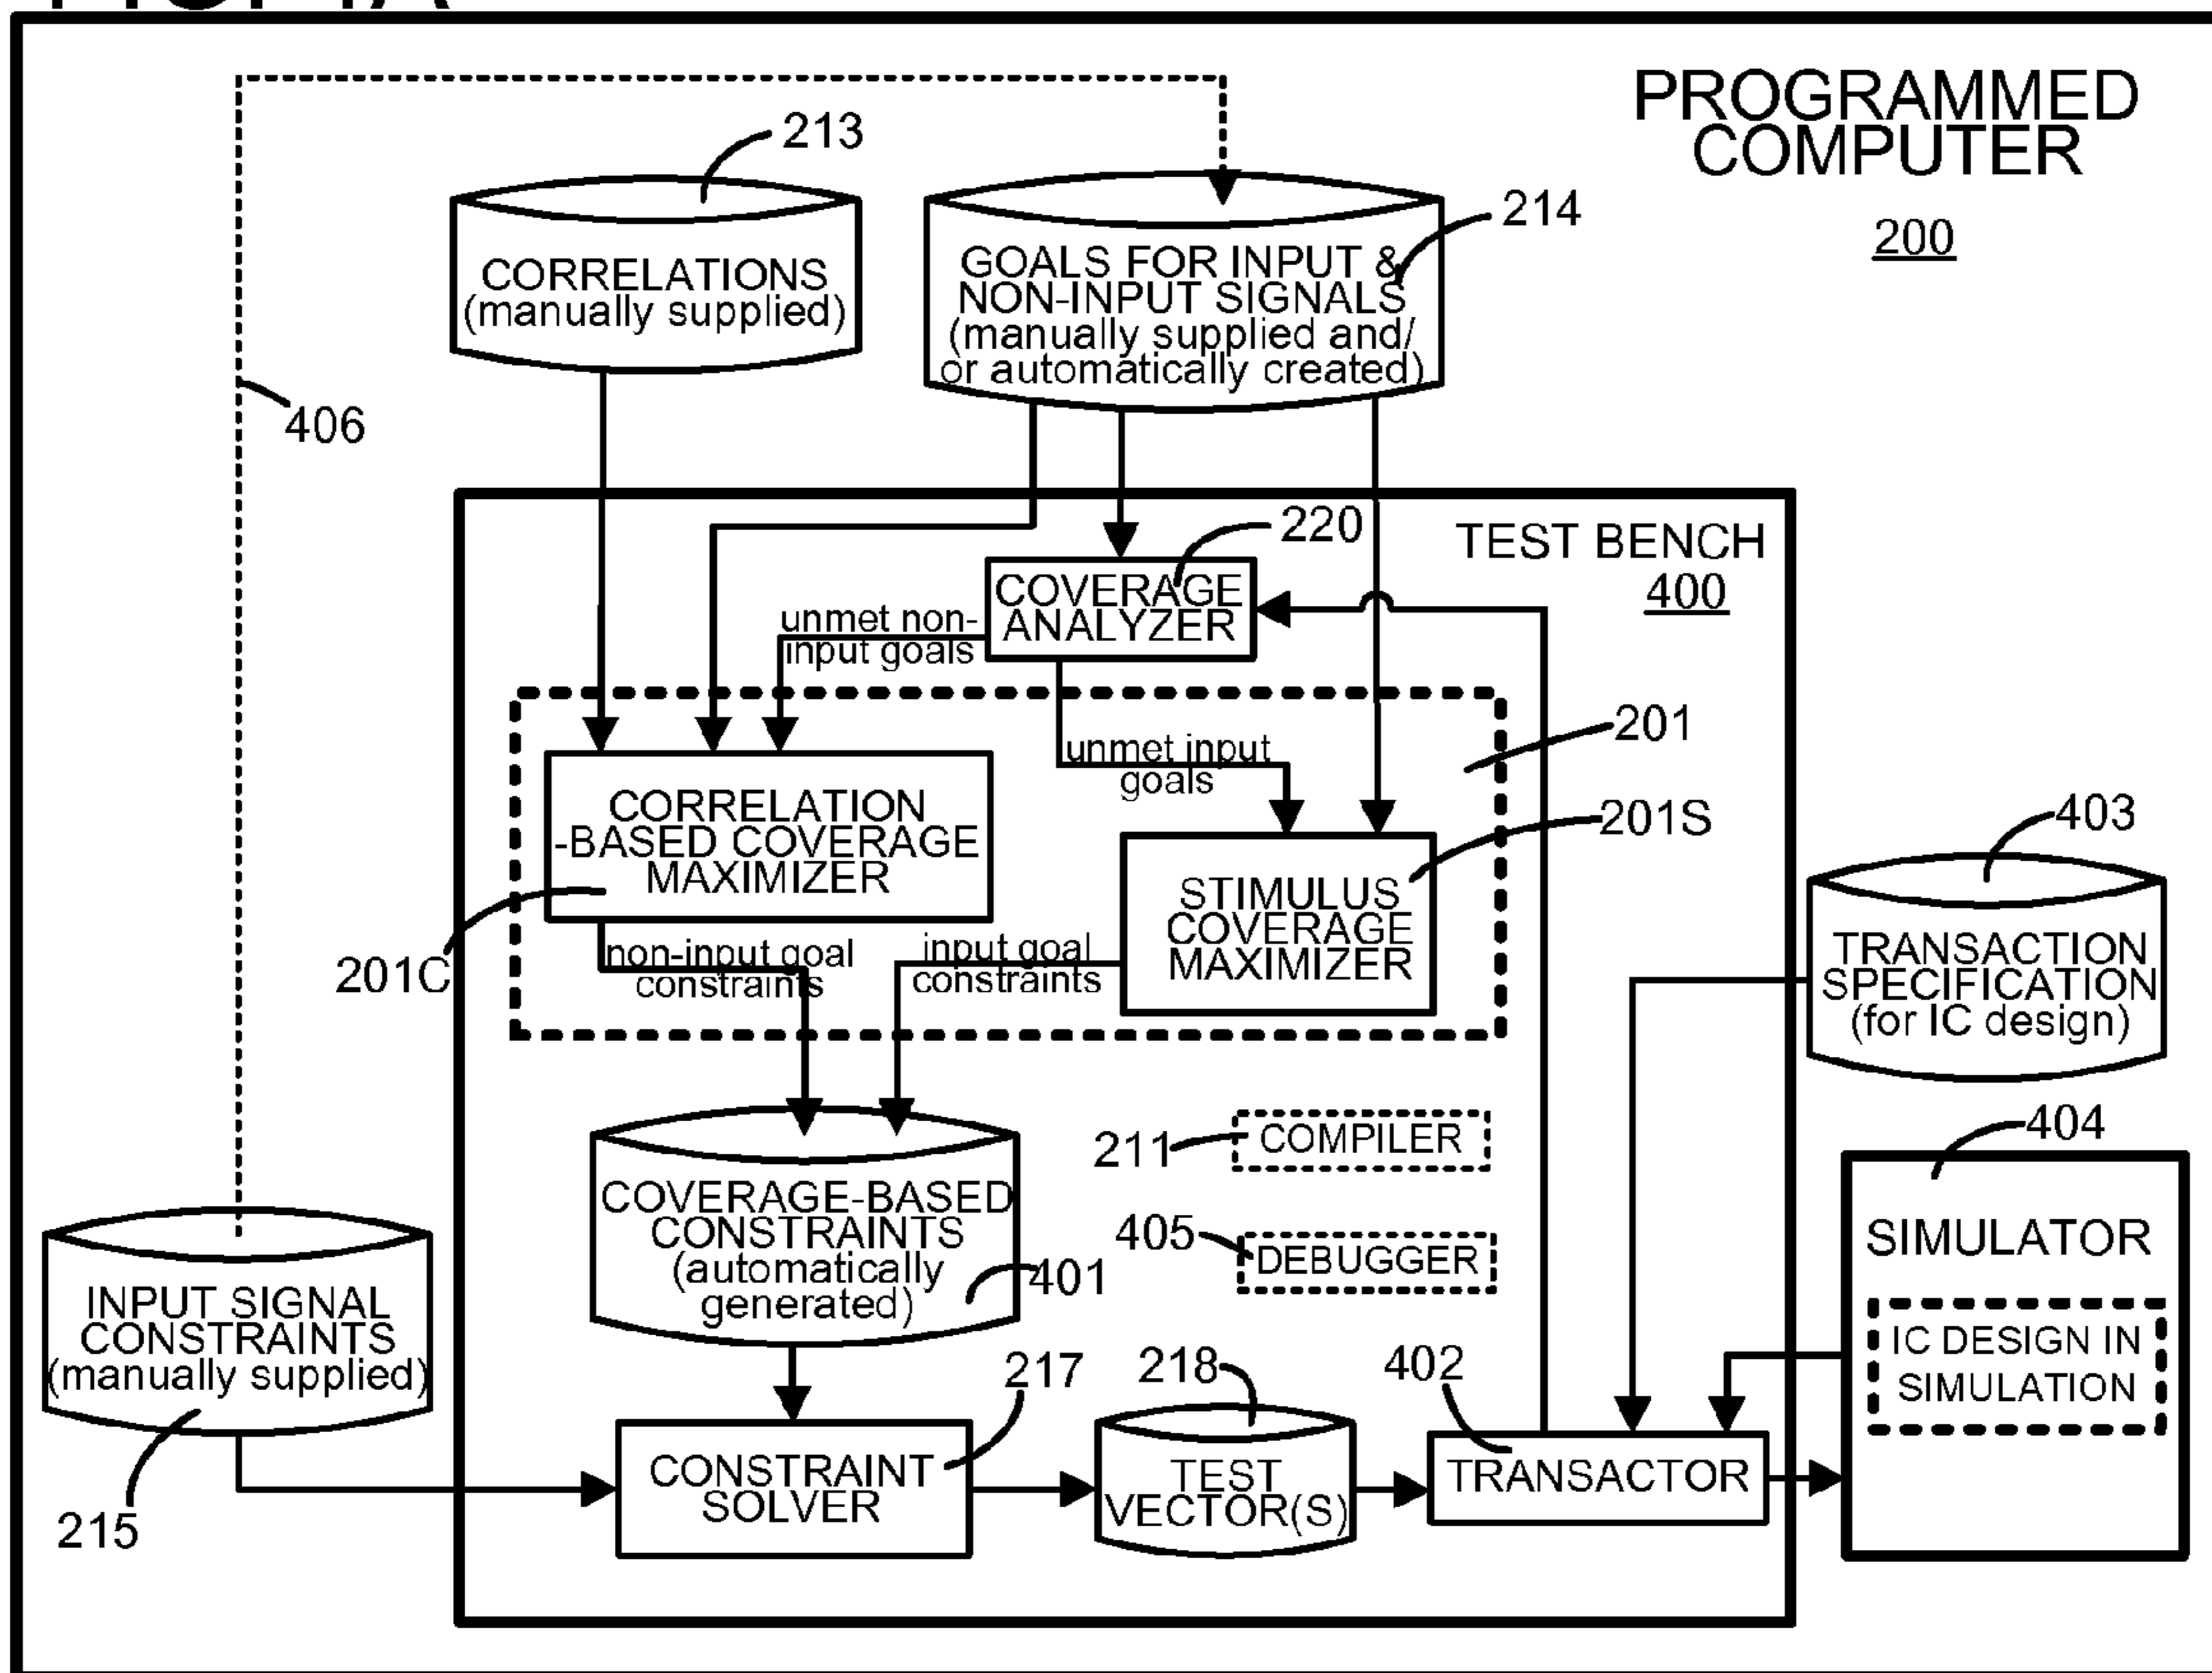 PROGRAMMED
COMPUTER
200
213
CORRELATIONS
(manually supplied)
214
GOALS FOR INPUT &
NON-INPUT SIGNALS
(manually supplied and/
or automatically created)
406
TEST BENCH
400
220
COVERAGE
ANALYZER
unmet non-
input goals
unmet input
goals
201
201S
CORRELATION
-BASED COVERAGE
MAXIMIZER
201C
STIMULUS
COVERAGE
MAXIMIZER
non-input goal
constraints
input goal
constraints
403
TRANSACTION
SPECIFICATION
(for IC design)
211
COMPILER
405
DEBUGGER
COVERAGE-BASED
CONSTRAINTS
(automatically
generated)
401
404
SIMULATOR
IC DESIGN IN
SIMULATION
INPUT SIGNAL
CONSTRAINTS
(manually supplied)
215
217
CONSTRAINT
SOLVER
218
TEST
VECTOR(S)
402
TRANSACTOR